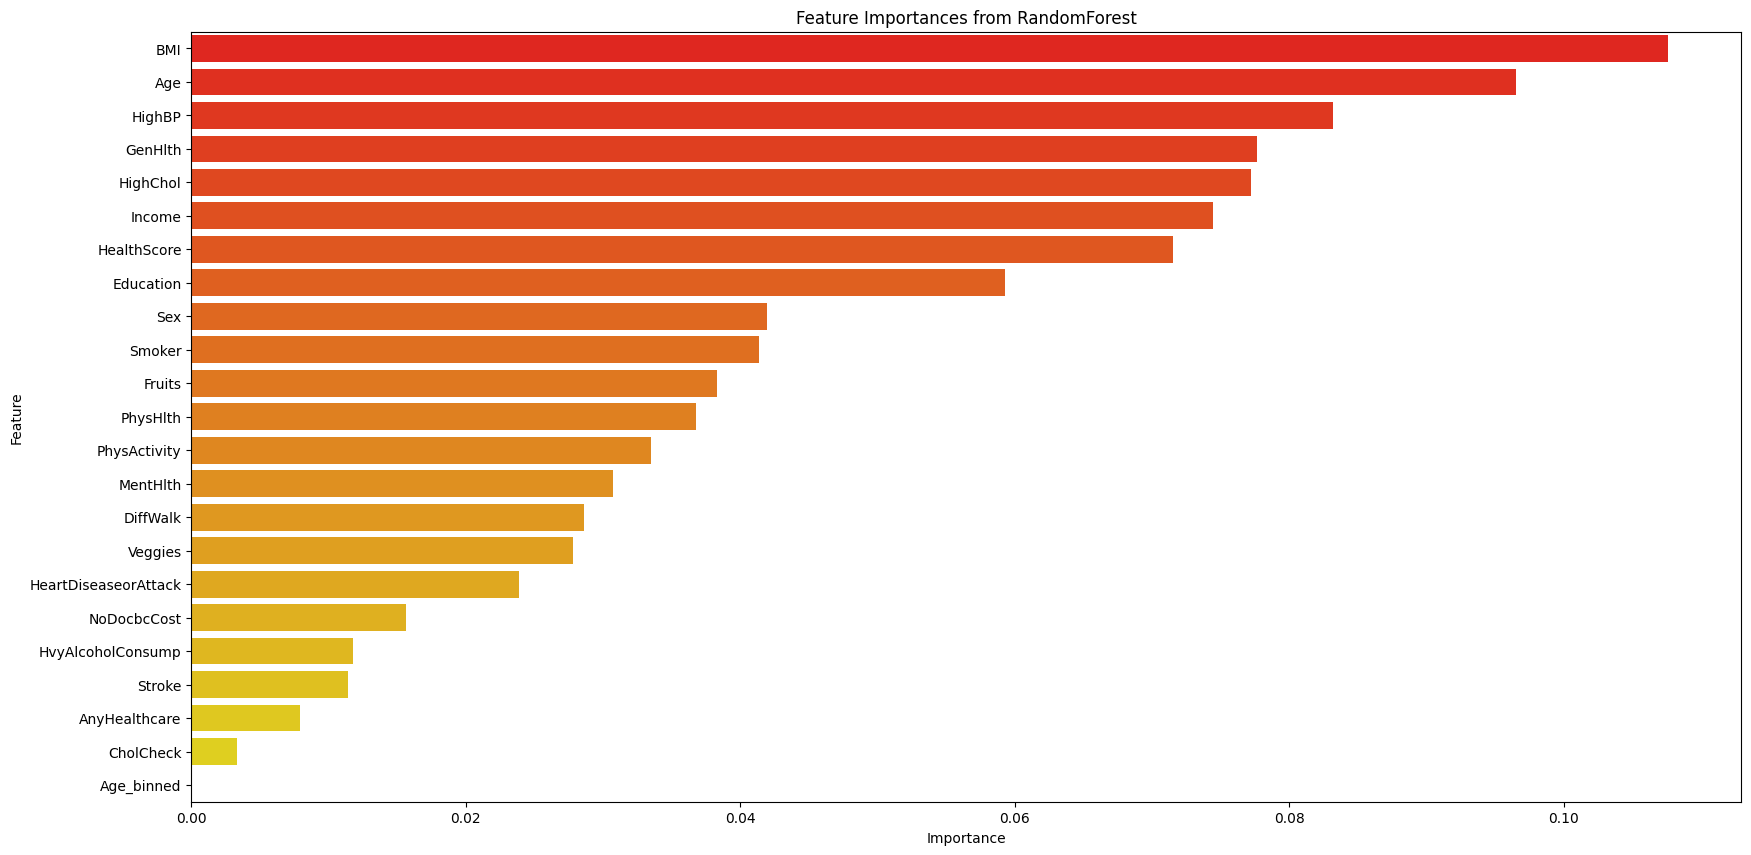 Feature Importances from RandomForest
BMI
Age
HighBP
GenHlth
HighChol
Income
HealthScore
Education
Sex
Smoker
Fruits
PhysHlth
PhysActivity
MentHlth
DiffWalk
Veggies
HeartDiseaseorAttack
NoDocbcCost
HvyAlcoholConsump
Stroke
AnyHealthcare
CholCheck
Age_binned
Feature
0.00 0.02 0.04 0.06 0.08 0.10
Importance